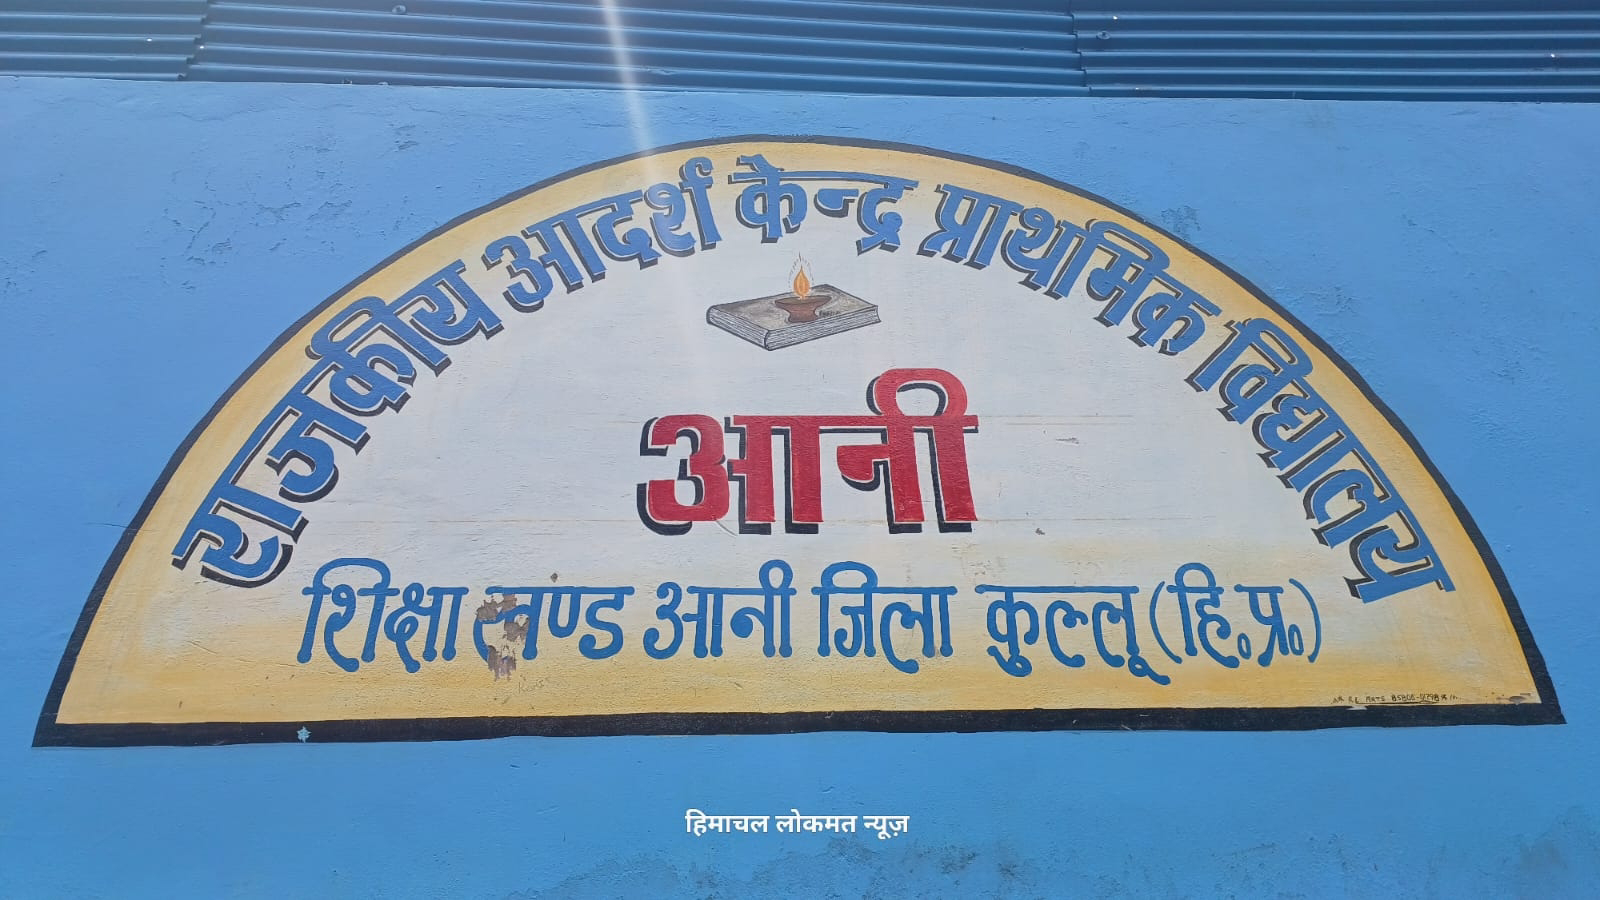 राजकीय आदर्श कैन्द्र प्राथमिक विद्यालय
आनी
शिक्षा खण्ड आनी जिला कुल्लू (हि.प्र.)
हिमाचल लोकमत न्यूज़